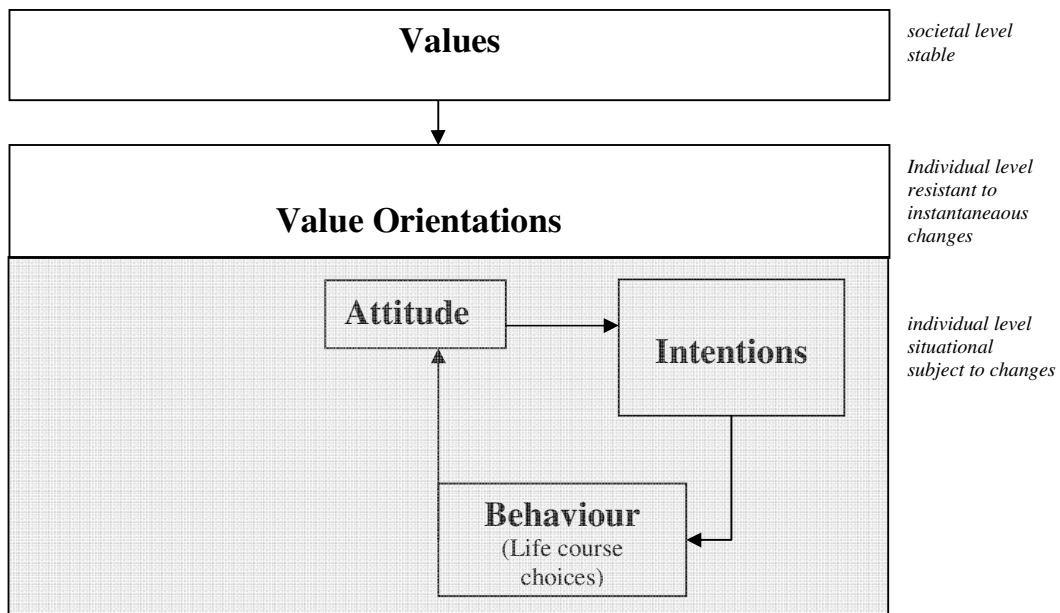 Values
societal level
stable
Value Orientations
Individual level
resistant to
instantaneaous
changes
Attitude
Intentions
individual level
situational
subject to changes
Behaviour
(Life course
choices)